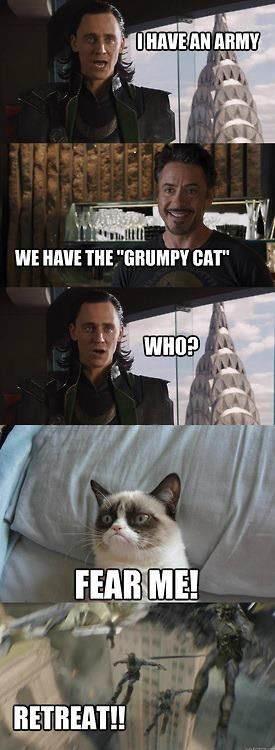 I HAVE AN ARMY
WE HAVE THE "GRUMPY CAT"
WHO?
FEAR ME!
RETREAT!!